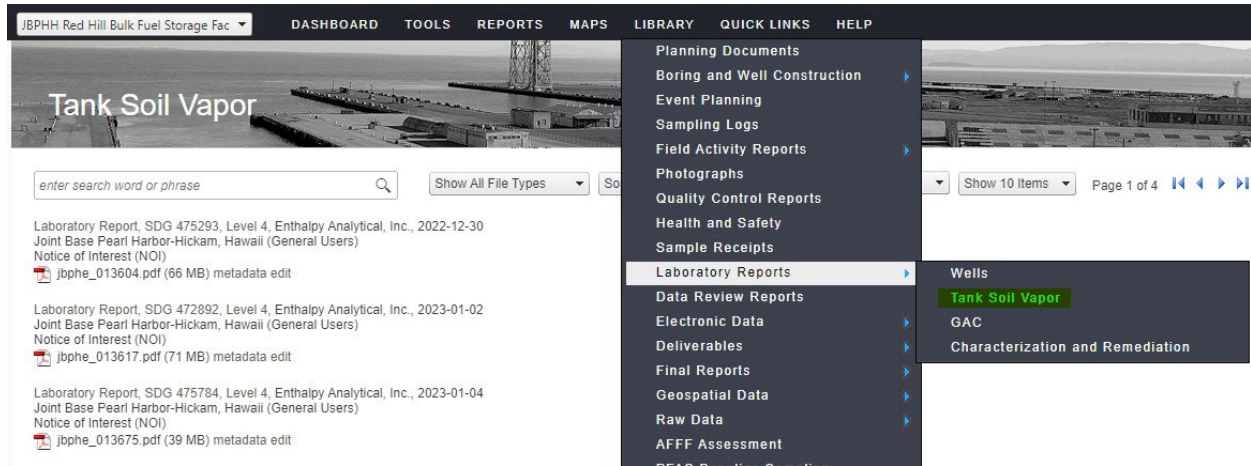 JBPHH Red Hill Bulk Fuel Storage Fac
DASHBOARD TOOLS REPORTS MAPS LIBRARY QUICK LINKS HELP
Tank Soil Vapor
enter search word or phrase
Show All File Types
So
Show 10 Items
Page 1 of 4
Laboratory Report, SDG 475293, Level 4, Enthalpy Analytical, Inc., 2022-12-30
Joint Base Pearl Harbor-Hickam, Hawaii (General Users)
Notice of Interest (NOI)
jbphe_013604.pdf (66 MB) metadata edit
Laboratory Report, SDG 472892, Level 4, Enthalpy Analytical, Inc., 2023-01-02
Joint Base Pearl Harbor-Hickam, Hawaii (General Users)
Notice of Interest (NOI)
jbphe_013617.pdf (71 MB) metadata edit
Laboratory Report, SDG 475784, Level 4, Enthalpy Analytical, Inc., 2023-01-04
Joint Base Pearl Harbor-Hickam, Hawaii (General Users)
Notice of Interest (NOI)
jbphe_013675.pdf (39 MB) metadata edit
Planning Documents
Boring and Well Construction
Event Planning
Sampling Logs
Field Activity Reports
Photographs
Quality Control Reports
Health and Safety
Sample Receipts
Laboratory Reports
Data Review Reports
Electronic Data
Deliverables
Final Reports
Geospatial Data
Raw Data
AFFF Assessment
Wells
Tank Soil Vapor
GAC
Characterization and Remediation